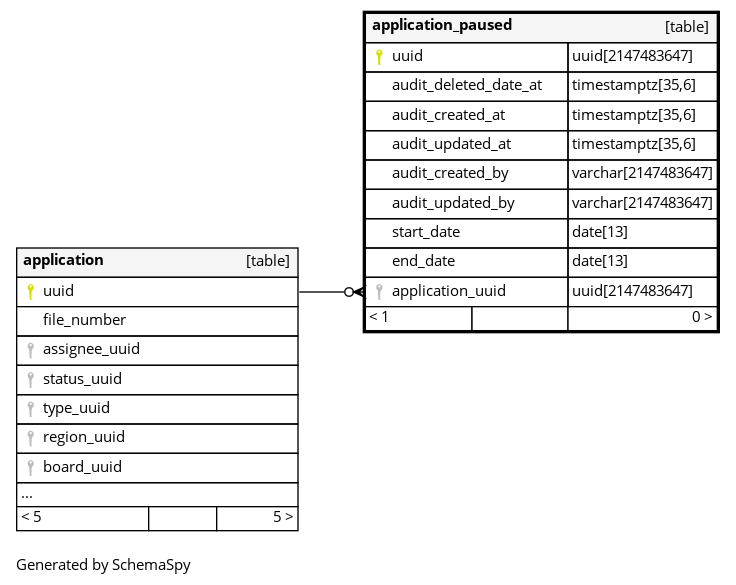 application_paused [table]
uuid uuid[2147483647]
audit_deleted_date_at timestamptz[35,6]
audit_created_at timestamptz[35,6]
audit_updated_at timestamptz[35,6]
audit_created_by varchar[2147483647]
audit_updated_by varchar[2147483647]
start_date date[13]
end_date date[13]
application_uuid uuid[2147483647]
< 1 0 >
application [table]
uuid
file_number
assignee_uuid
status_uuid
type_uuid
region_uuid
board_uuid
...
< 5 5 >
Generated by SchemaSpy